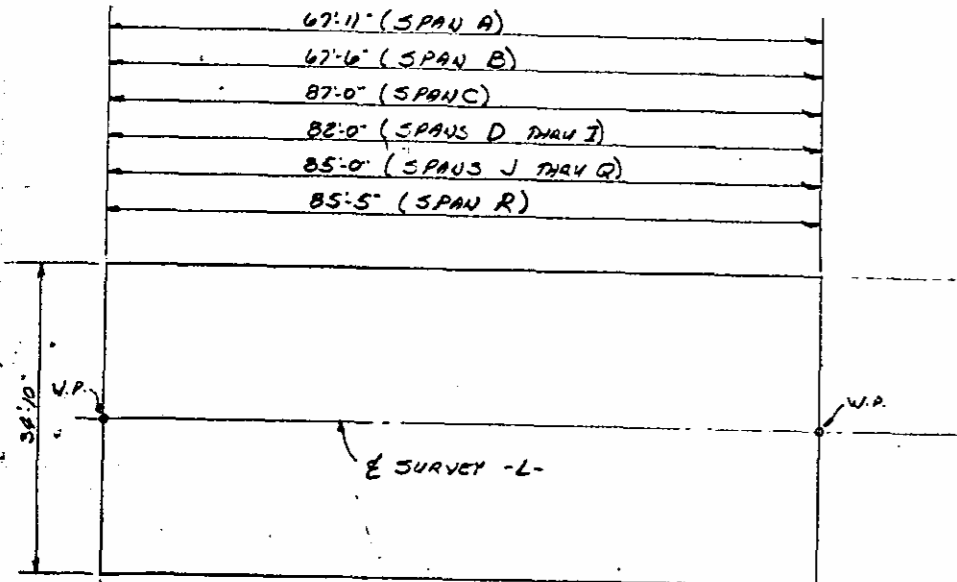 67'-11" (SPAN A)
67'-6" (SPAN B)
87'-0" (SPAN C)
82'-0" (SPANS D THRU I)
85'-0" (SPANS J THRU Q)
85'-5" (SPAN R)
34'-10"
W.P.
W.P.
℄ SURVEY -L-